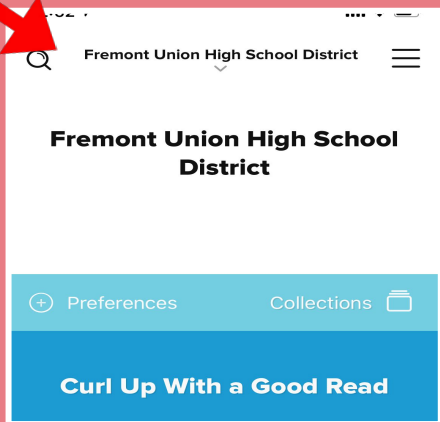 Fremont Union High School District
Fremont Union High School
District
Preferences Collections
Curl Up With a Good Read